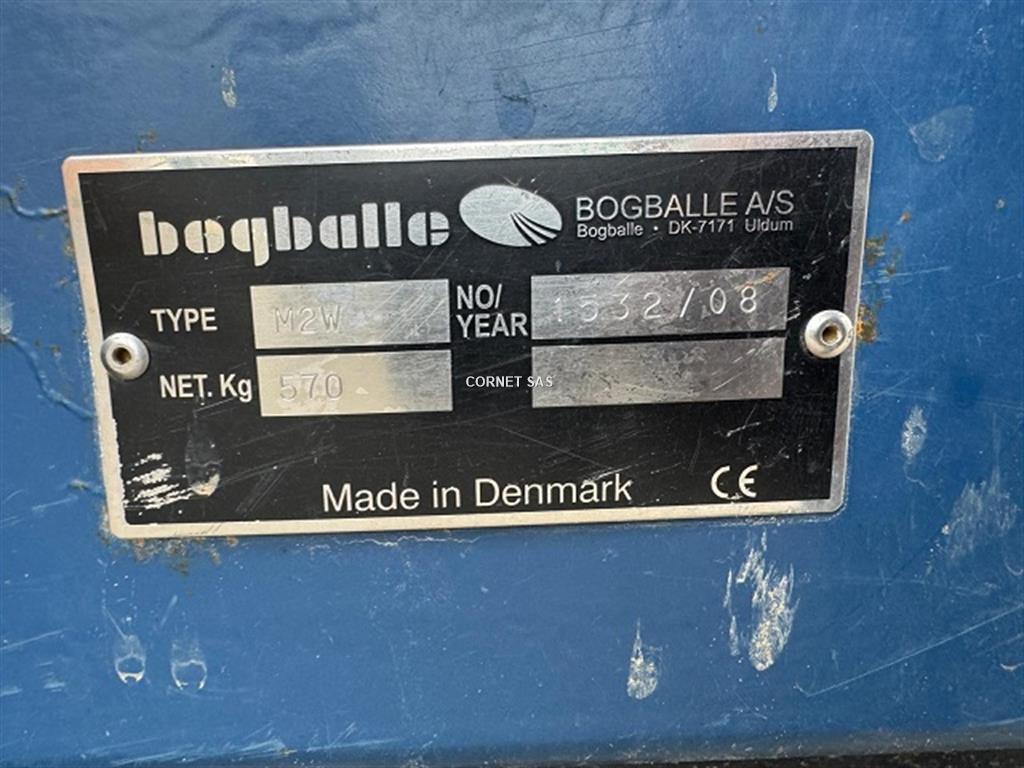 bogballe
BOGBALLE A/S
Bogballe · DK-7171 Uldum
TYPE M2W
NO/
YEAR 1532/08
NET. Kg 570
CORNET SAS
Made in Denmark CE